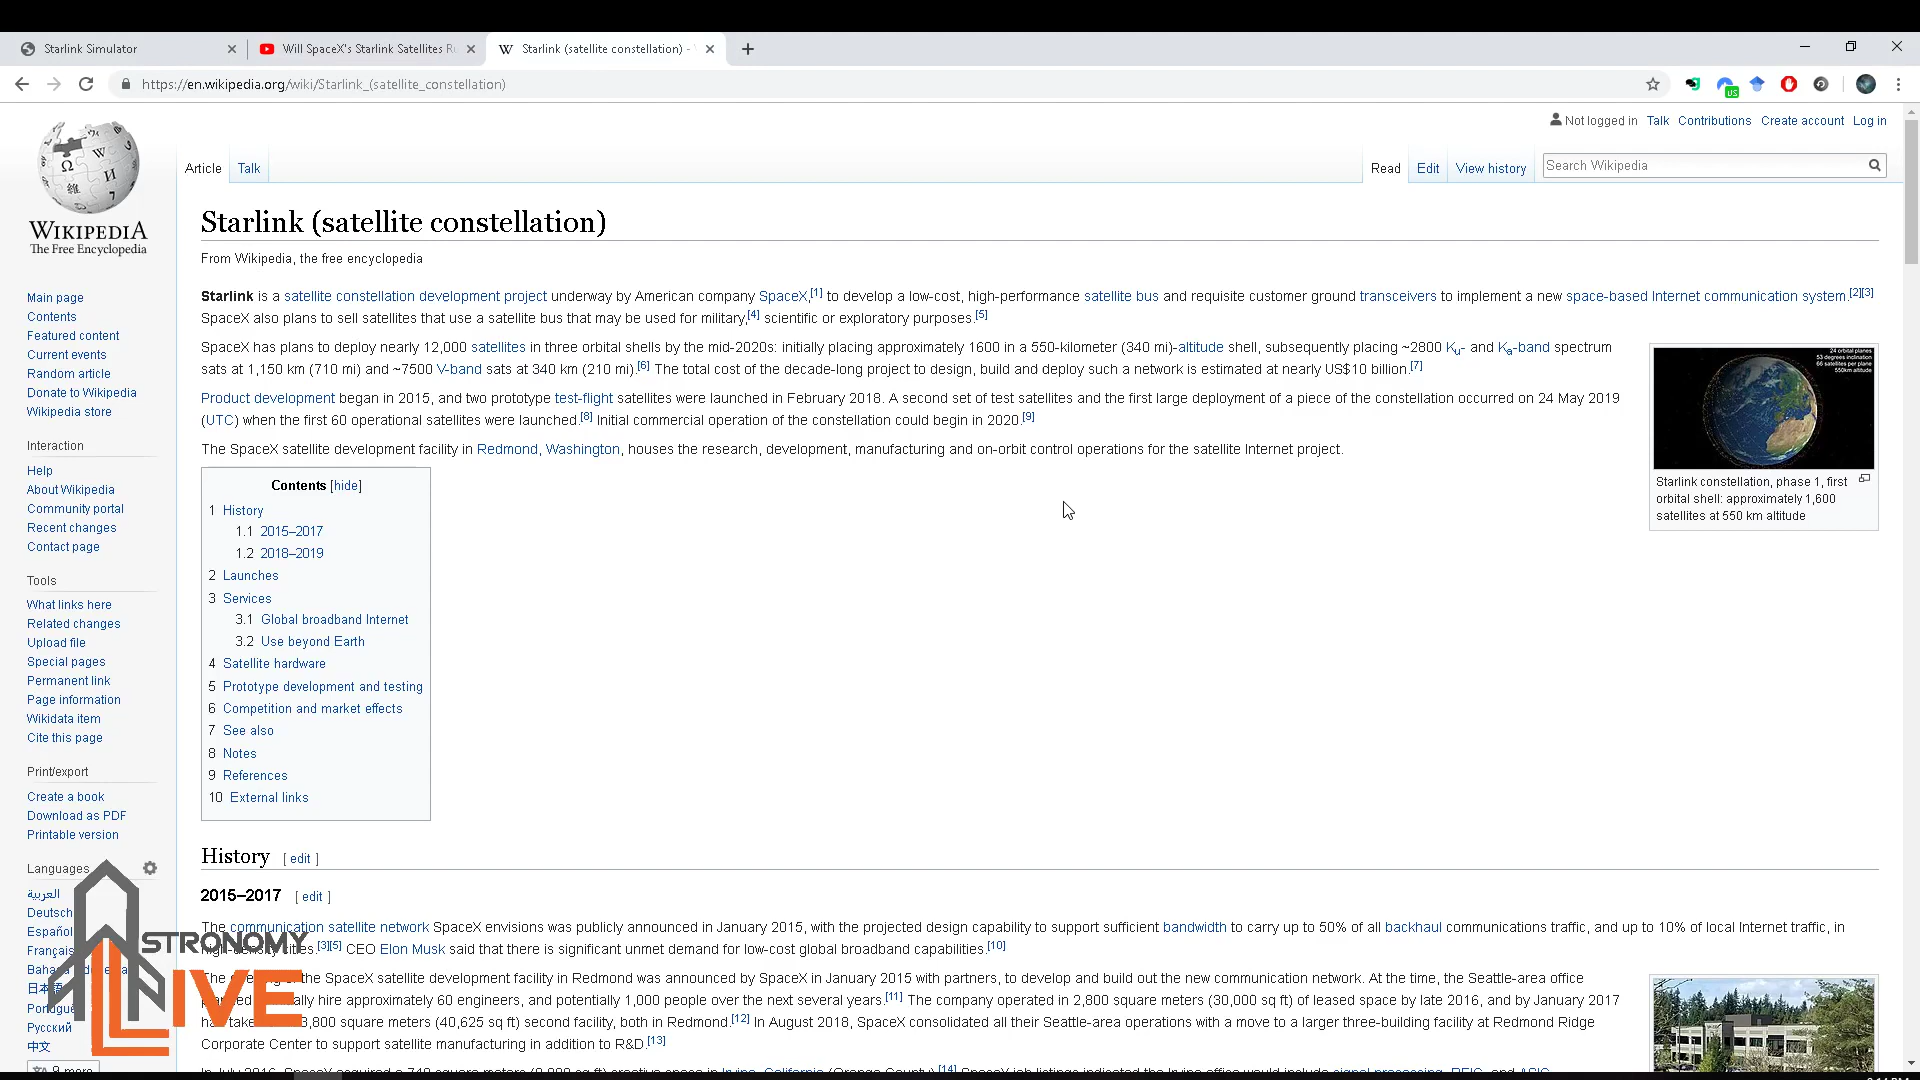 Starlink Simulator
Will SpaceX's Starlink Satellites
Starlink (satellite constellation) -
https://en.wikipedia.org/wiki/Starlink_(satellite_constellation)
Not logged in Talk Contributions Create account Log in
Article Talk Read Edit View history Search Wikipedia
WIKIPEDIA
The Free Encyclopedia
Main page
Contents
Featured content
Current events
Random article
Donate to Wikipedia
Wikipedia store
Interaction
Help
About Wikipedia
Community portal
Recent changes
Contact page
Tools
What links here
Related changes
Upload file
Special pages
Permanent link
Page information
Wikidata item
Cite this page
Print/export
Create a book
Download as PDF
Printable version
Languages
العربية
Deutsch
Español
Français
日本語
Русский
中文
Starlink (satellite constellation)
From Wikipedia, the free encyclopedia
Starlink is a satellite constellation development project underway by American company SpaceX,[1] to develop a low-cost, high-performance satellite bus and requisite customer ground transceivers to implement a new space-based Internet communication system.[2][3]
SpaceX also plans to sell satellites that use a satellite bus that may be used for military,[4] scientific or exploratory purposes.[5]
SpaceX has plans to deploy nearly 12,000 satellites in three orbital shells by the mid-2020s: initially placing approximately 1600 in a 550-kilometer (340 mi)-altitude shell, subsequently placing ~2800 Ku- and Ka-band spectrum
sats at 1,150 km (710 mi) and ~7500 V-band sats at 340 km (210 mi).[6] The total cost of the decade-long project to design, build and deploy such a network is estimated at nearly US$10 billion.[7]
Product development began in 2015, and two prototype test-flight satellites were launched in February 2018. A second set of test satellites and the first large deployment of a piece of the constellation occurred on 24 May 2019
(UTC) when the first 60 operational satellites were launched.[8] Initial commercial operation of the constellation could begin in 2020.[9]
The SpaceX satellite development facility in Redmond, Washington, houses the research, development, manufacturing and on-orbit control operations for the satellite Internet project.
24 orbital planes
53 degrees inclination
66 satellites per plane
550km altitude
Starlink constellation, phase 1, first
orbital shell: approximately 1,600
satellites at 550 km altitude
Contents [hide]
1 History
1.1 2015–2017
1.2 2018–2019
2 Launches
3 Services
3.1 Global broadband Internet
3.2 Use beyond Earth
4 Satellite hardware
5 Prototype development and testing
6 Competition and market effects
7 See also
8 Notes
9 References
10 External links
History [ edit ]
2015–2017 [ edit ]
The communication satellite network SpaceX envisions was publicly announced in January 2015, with the projected design capability to support sufficient bandwidth to carry up to 50% of all backhaul communications traffic, and up to 10% of local Internet traffic, in
cities.[3][5] CEO Elon Musk said that there is significant unmet demand for low-cost global broadband capabilities.[10]
the SpaceX satellite development facility in Redmond was announced by SpaceX in January 2015 with partners, to develop and build out the new communication network. At the time, the Seattle-area office
hire approximately 60 engineers, and potentially 1,000 people over the next several years.[11] The company operated in 2,800 square meters (30,000 sq ft) of leased space by late 2016, and by January 2017
3,800 square meters (40,625 sq ft) second facility, both in Redmond.[12] In August 2018, SpaceX consolidated all their Seattle-area operations with a move to a larger three-building facility at Redmond Ridge
Corporate Center to support satellite manufacturing in addition to R&D.[13]
ASTRONOMY
LIVE